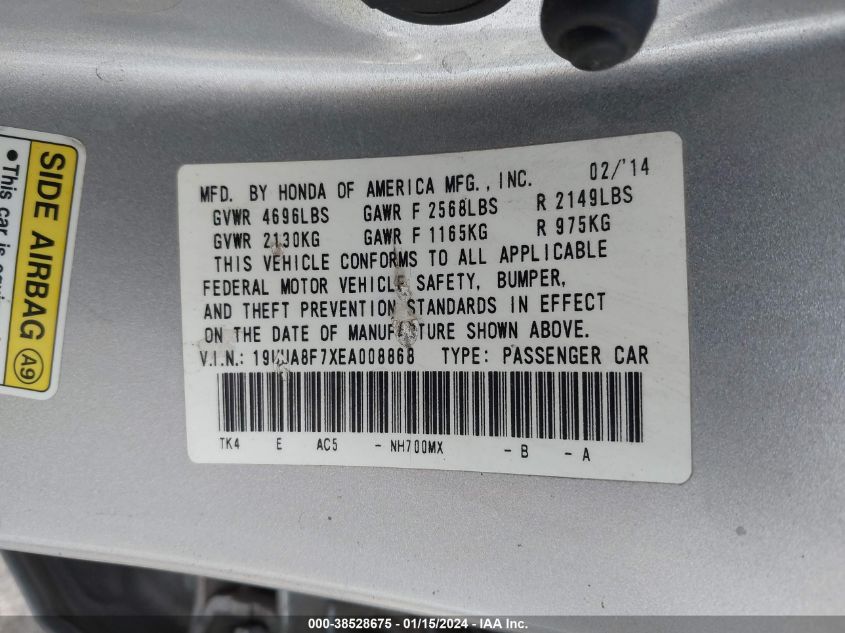 SIDE AIRBAG A9
•This car is
MFD. BY HONDA OF AMERICA MFG., INC. 02/'14
GVWR 4696LBS GAWR F 2568LBS R 2149LBS
GVWR 2130KG GAWR F 1165KG R 975KG
THIS VEHICLE CONFORMS TO ALL APPLICABLE
FEDERAL MOTOR VEHICLE SAFETY, BUMPER,
AND THEFT PREVENTION STANDARDS IN EFFECT
ON THE DATE OF MANUFACTURE SHOWN ABOVE.
V.I.N.: 19UUA8F7XEA008868 TYPE: PASSENGER CAR
TK4 E AC5 - NH700MX - B - A
000-38528675 - 01/15/2024 - IAA Inc.